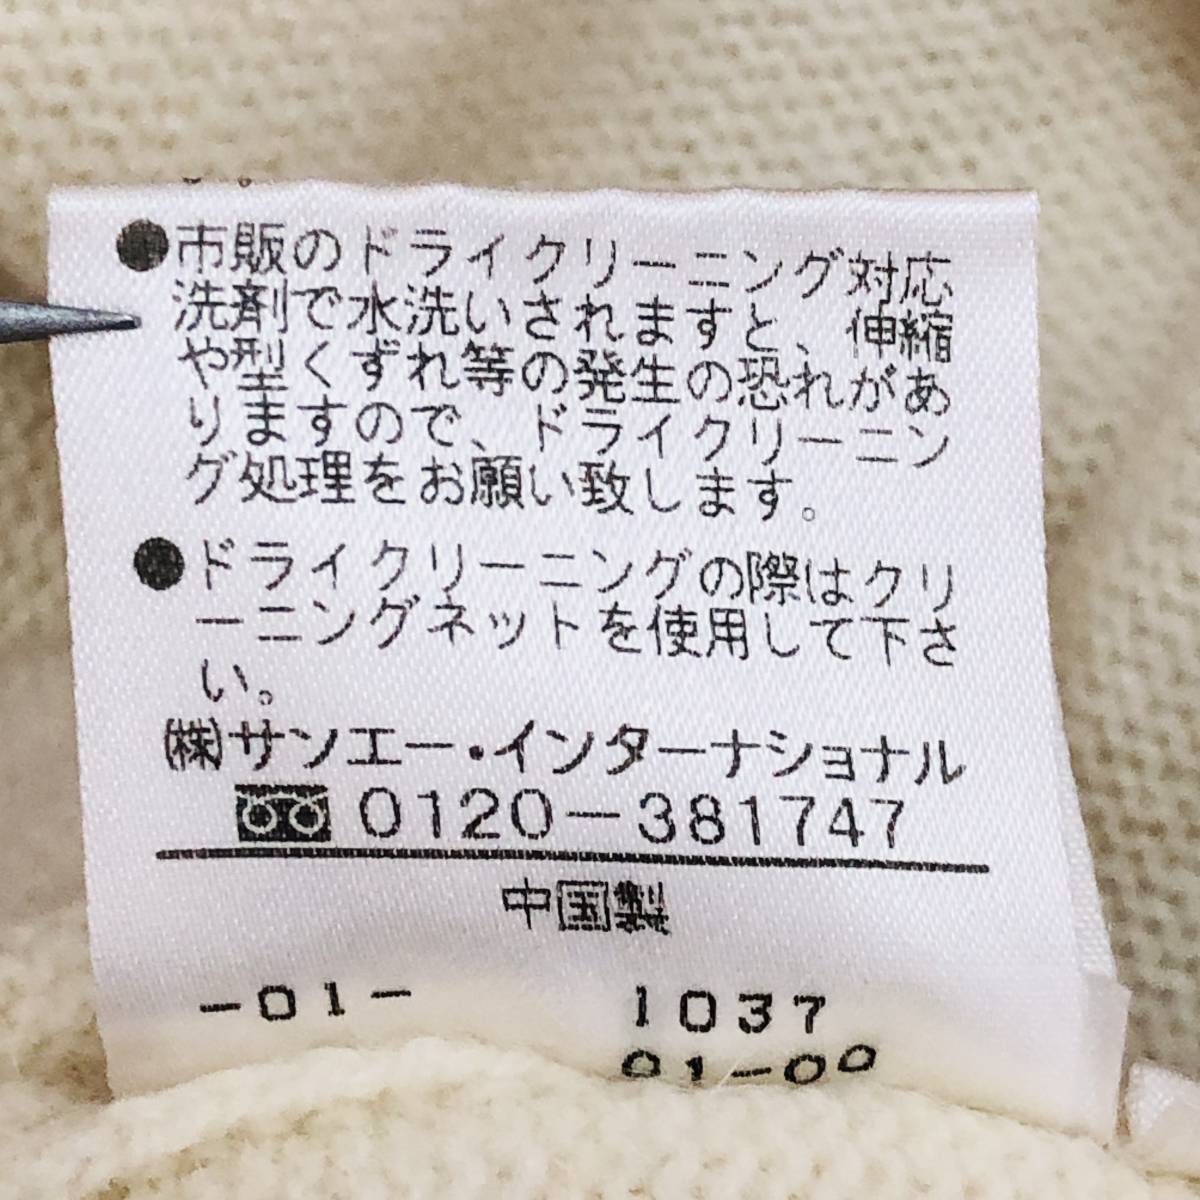 ●市販のドライクリーニング対応
洗剤で水洗いされますと、伸縮
や型くずれ等の発生の恐れがあ
りますので、ドライクリーニン
グ処理をお願い致します。
●ドライクリーニングの際はクリ
ーニングネットを使用して下さ
い。
㈱サンエー・インターナショナル
0120－381747
中国製
-01- 1037